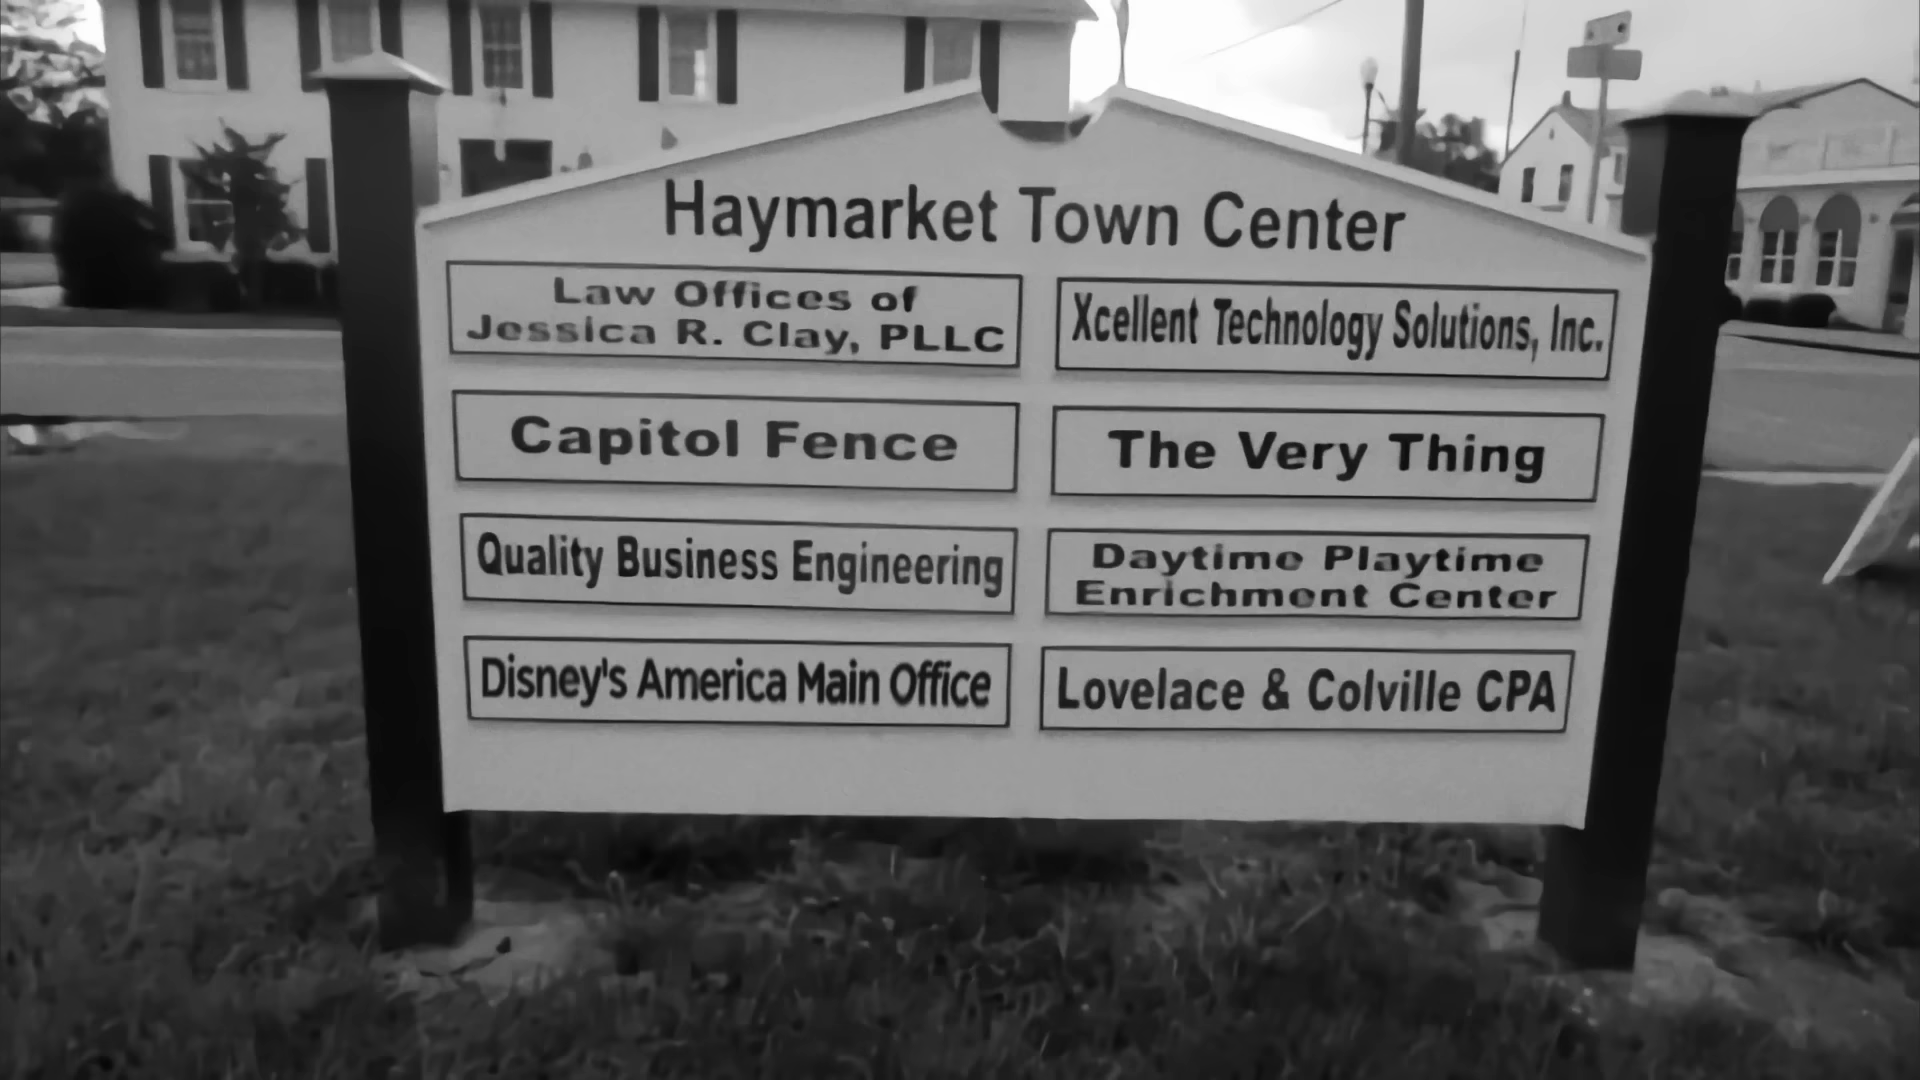 Haymarket Town Center
Law Offices of
Jessica R. Clay, PLLC
Xcellent Technology Solutions, Inc.
Capitol Fence
The Very Thing
Quality Business Engineering
Daytime Playtime
Enrichment Center
Disney's America Main Office
Lovelace & Colville CPA